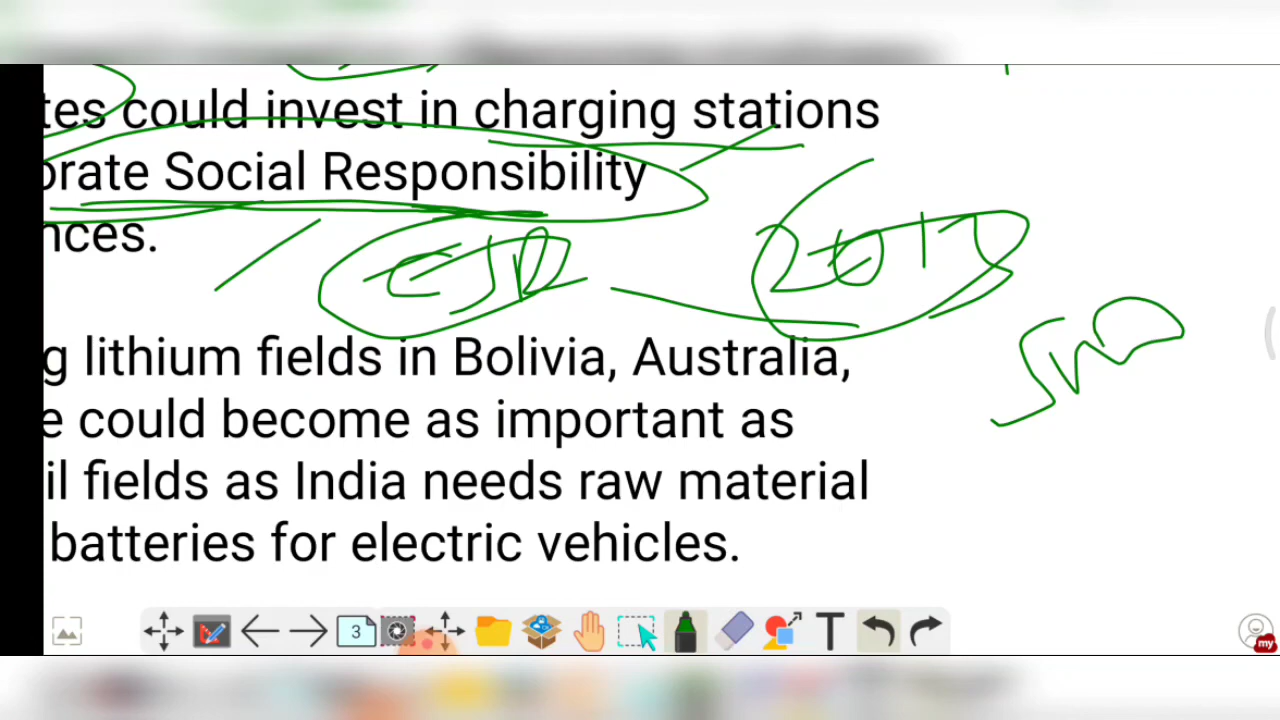 tes could invest in charging stations
orate Social Responsibility
nces.
CSR 2013
g lithium fields in Bolivia, Australia,
e could become as important as
il fields as India needs raw material
batteries for electric vehicles.
3
T
my